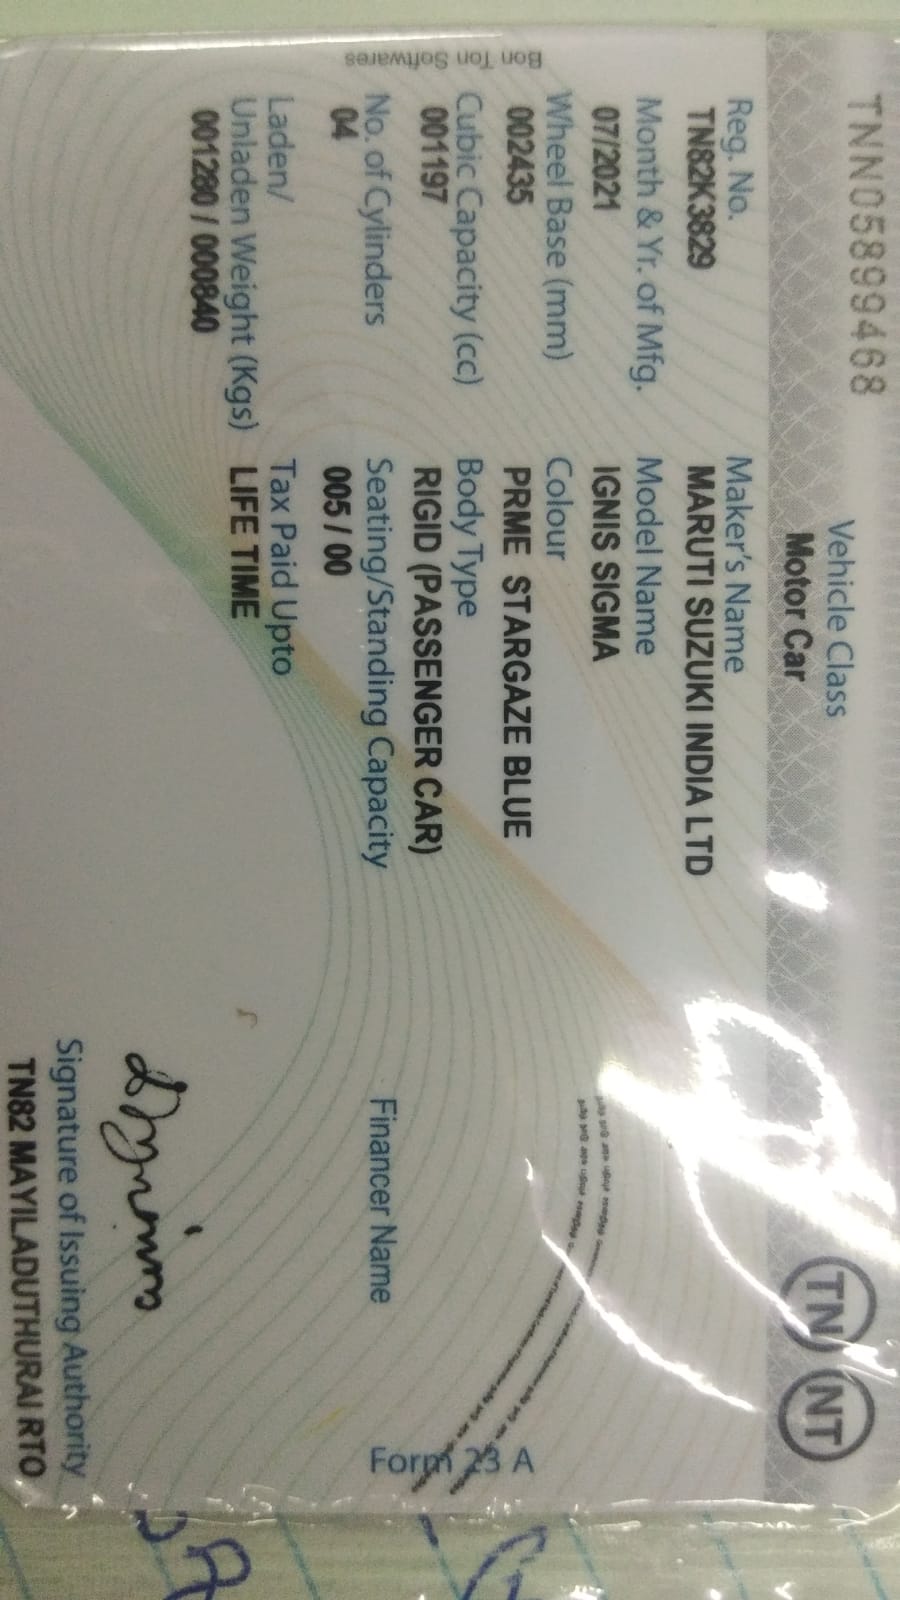 TNN05899468
Vehicle Class
Motor Car
TN NT
Reg. No.
TN82K3829
Maker's Name
MARUTI SUZUKI INDIA LTD
Month & Yr. of Mfg.
07/2021
Model Name
IGNIS SIGMA
Wheel Base (mm)
002435
Colour
PRME STARGAZE BLUE
Cubic Capacity (cc)
001197
Body Type
RIGID (PASSENGER CAR)
No. of Cylinders
04
Seating/Standing Capacity
005 / 00
Financer Name
Laden/
Unladen Weight (Kgs)
001280 / 000840
Tax Paid Upto
LIFE TIME
Form 23 A
Signature of Issuing Authority
TN82 MAYILADUTHURAI RTO
Bon Ton Softwares